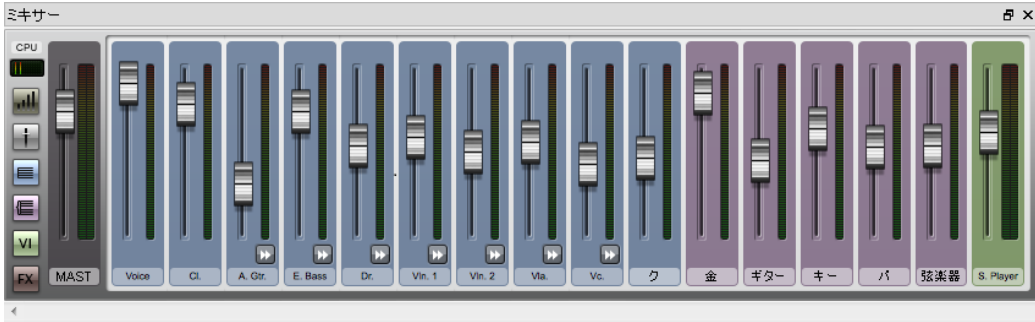 ミキサー
CPU
VI
FX
MAST
Voice
Cl.
A. Gtr.
E. Bass
Dr.
Vln. 1
Vln. 2
Vla.
Vc.
ク
金
ギター
キー
パ
弦楽器
S. Player